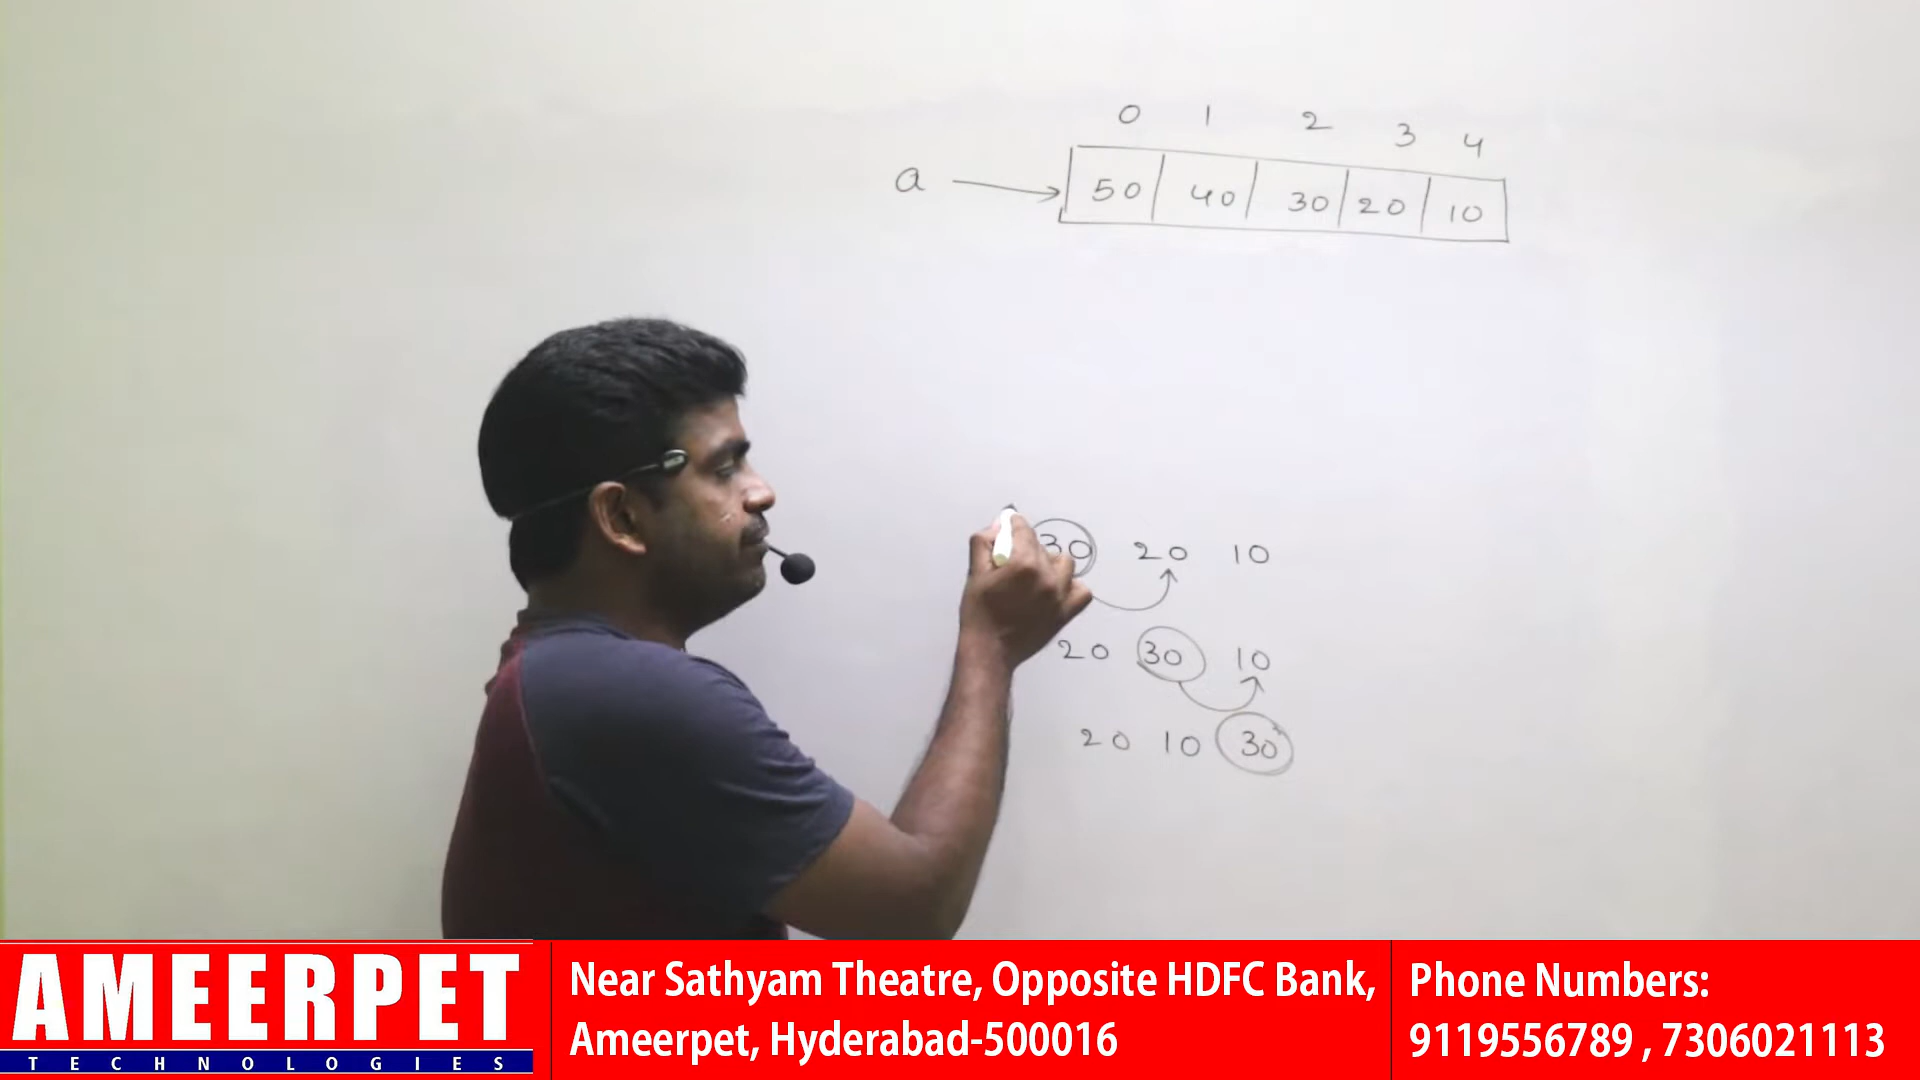 0 1 2 3 4
a 50 40 30 20 10
30 20 10
20 30 10
20 10 30
AMEERPET
TECHNOLOGIES
Near Sathyam Theatre, Opposite HDFC Bank,
Ameerpet, Hyderabad-500016
Phone Numbers:
9119556789 , 7306021113